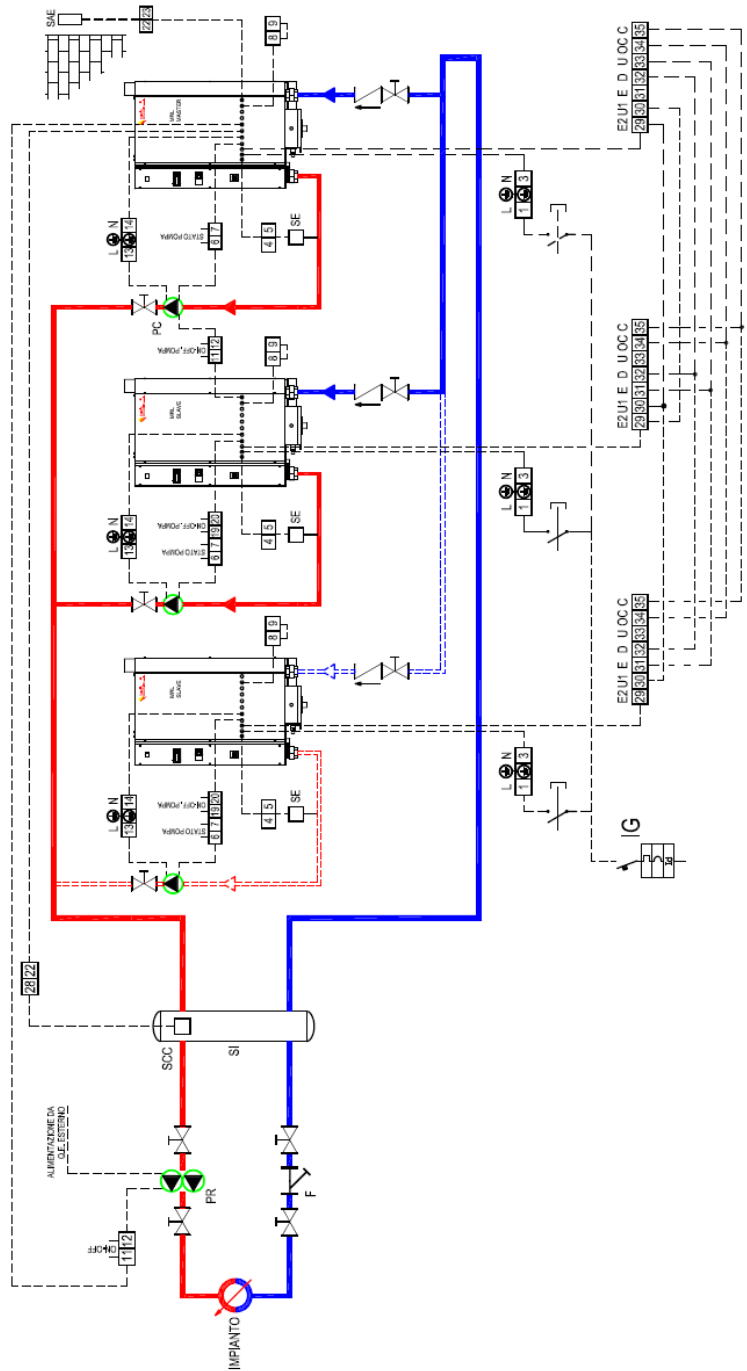 SAE
22 23
8 9
MRL
MASTER
L N
13 14
STATO POMPA
6 7
4 5
SE
PC
ON-OFF POMPA
11 12
8 9
MRL
SLAVE
L N
13 14
STATO POMPA
ON-OFF POMPA
6 7 19 20
4 5
SE
8 9
MRL
SLAVE
L N
13 14
STATO POMPA
ON-OFF POMPA
6 7 19 20
4 5
SE
28 22
SCC
SI
ALIMENTAZIONE DA
Q.E. ESTERNO
PR
F
ON-OFF
11 12
IMPIANTO
L N
1 3
L N
1 3
L N
1 3
IG
Id
E2 U1 E D U OC C
29 30 31 32 33 34 35
E2 U1 E D U OC C
29 30 31 32 33 34 35
E2 U1 E D U OC C
29 30 31 32 33 34 35